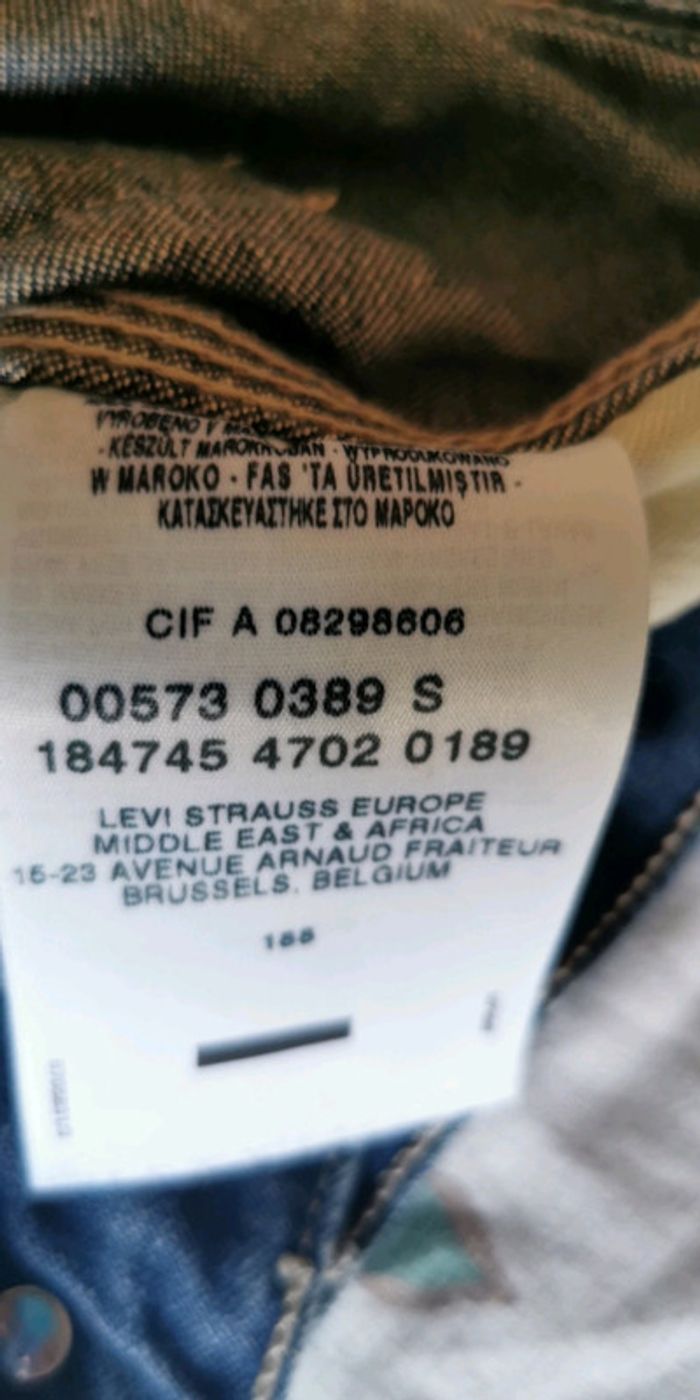 VYROBENO V
- KÉSZÜLT MAROKKÓBAN - WYPRODUKOWANO
W MAROKO - FAS 'TA ÜRETILMIŞTIR -
ΚΑΤΑΣΚΕΥΑΣΤΗΚΕ ΣΤΟ ΜΑΡΟΚΟ
CIF A 08298606
00573 0389 S
184745 4702 0189
LEVI STRAUSS EUROPE
MIDDLE EAST & AFRICA
15-23 AVENUE ARNAUD FRAITEUR
BRUSSELS, BELGIUM